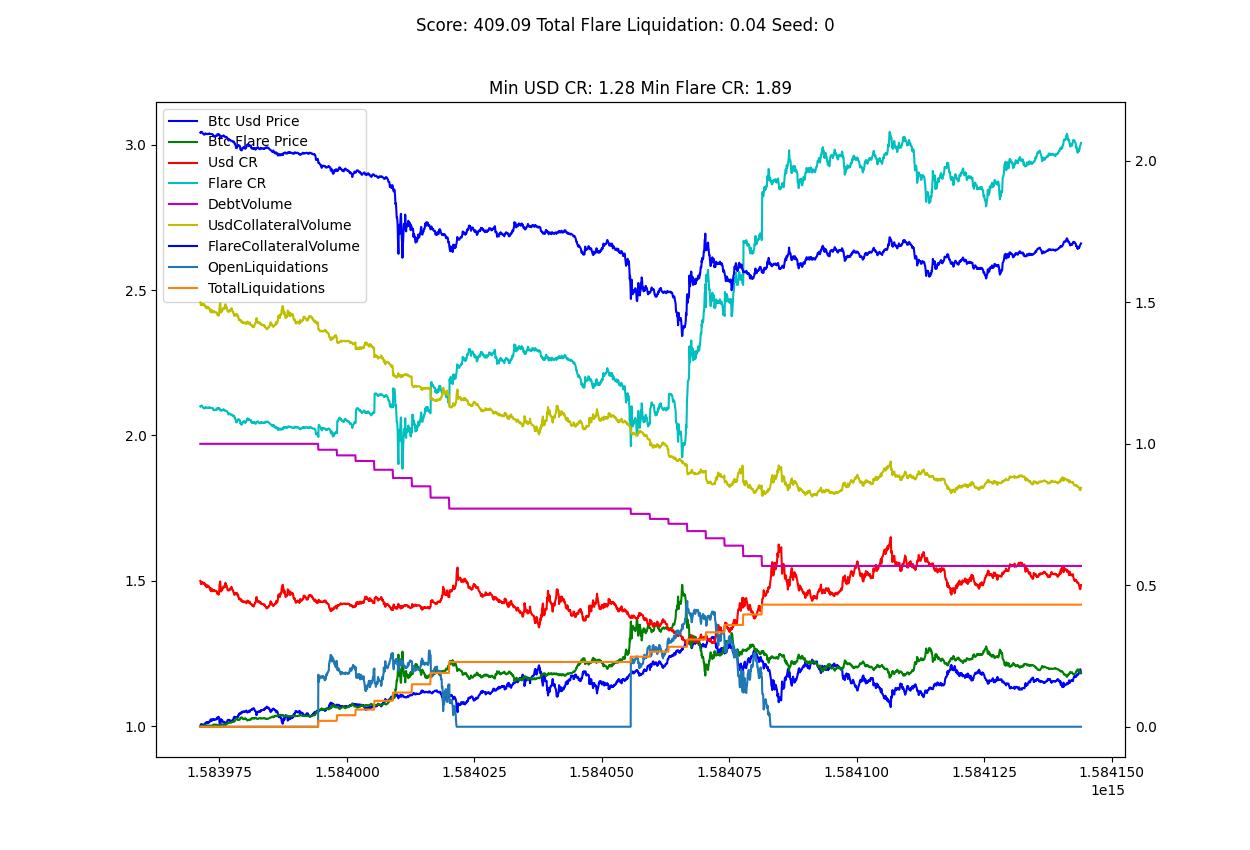 Score: 409.09 Total Flare Liquidation: 0.04 Seed: 0
Min USD CR: 1.28 Min Flare CR: 1.89
Btc Usd Price
Btc Flare Price
Usd CR
Flare CR
DebtVolume
UsdCollateralVolume
FlareCollateralVolume
OpenLiquidations
TotalLiquidations
3.0
2.5
2.0
1.5
1.0
2.0
1.5
1.0
0.5
0.0
1.583975 1.584000 1.584025 1.584050 1.584075 1.584100 1.584125 1.584150
1e15